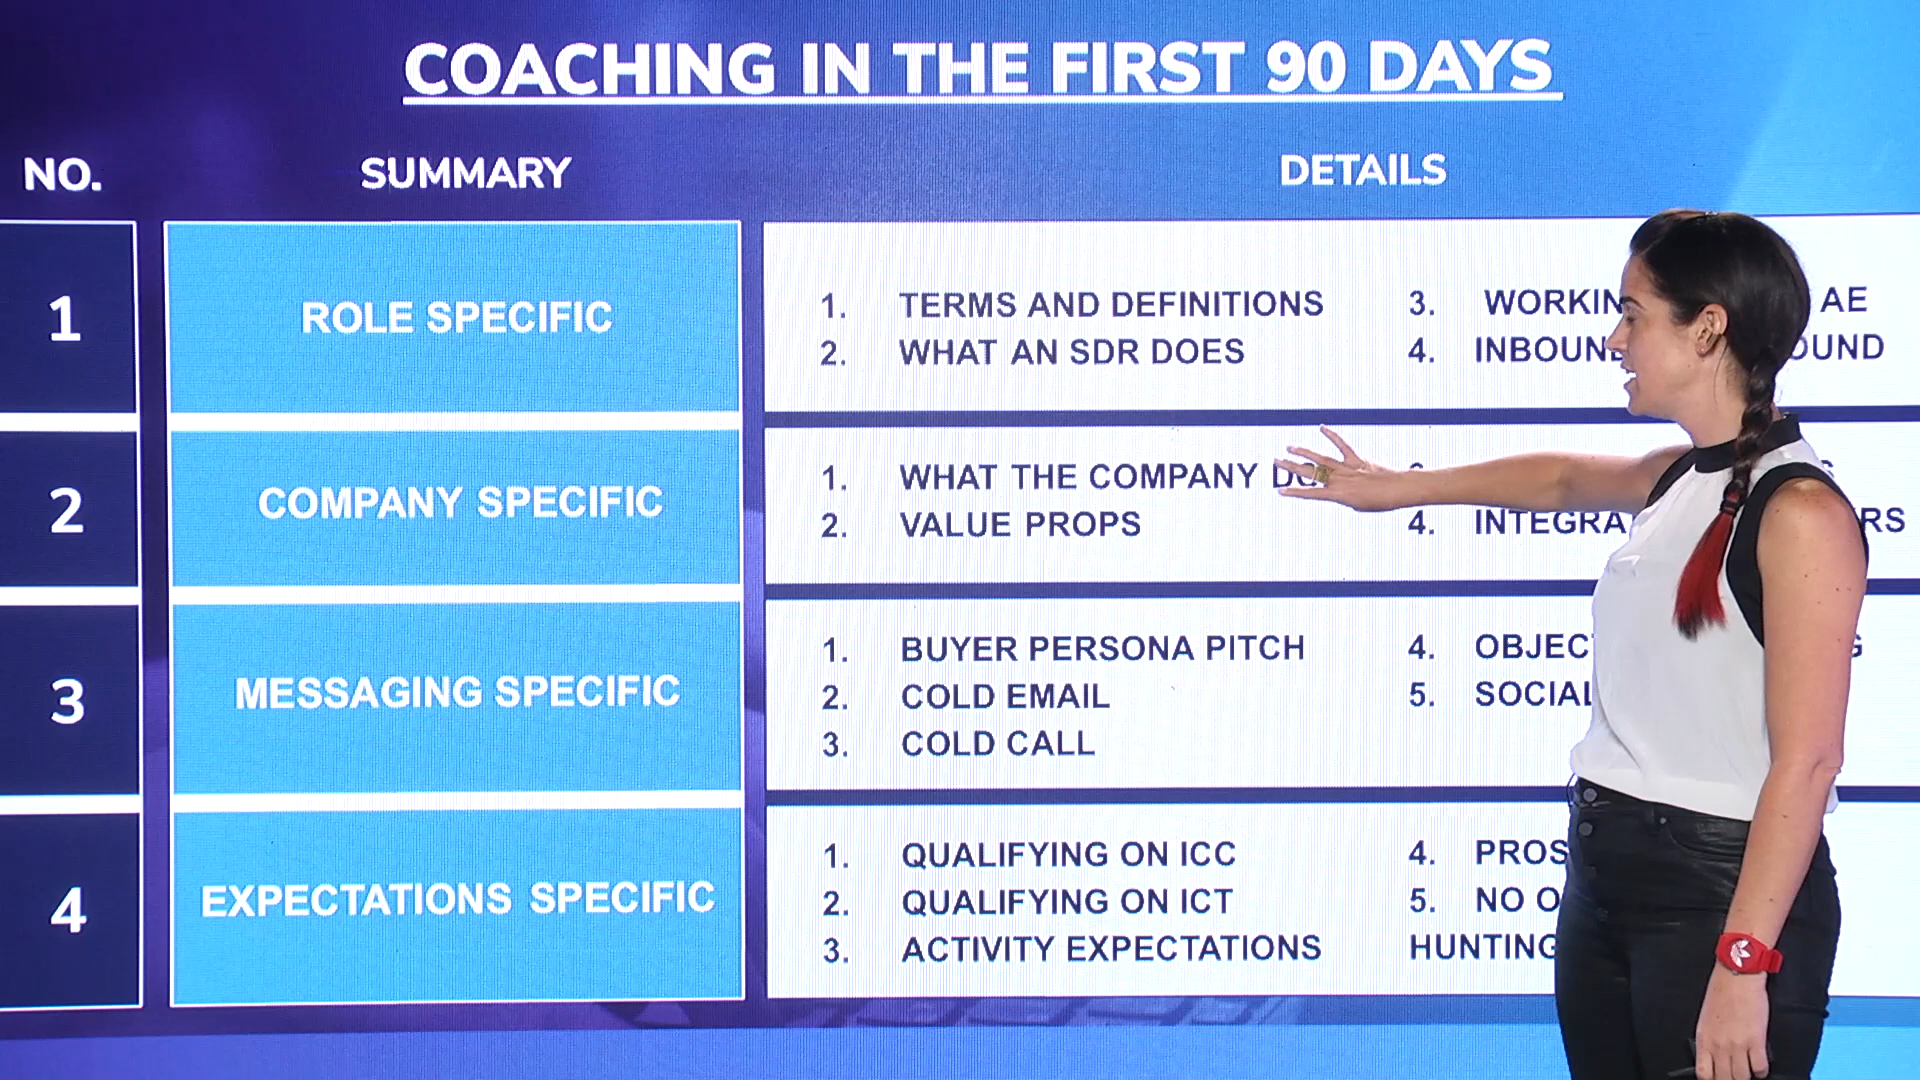 COACHING IN THE FIRST 90 DAYS
NO. SUMMARY DETAILS
1 ROLE SPECIFIC
1. TERMS AND DEFINITIONS
2. WHAT AN SDR DOES
3. AE
4.
2 COMPANY SPECIFIC
1. WHAT THE COMPANY
2. VALUE PROPS
4.
3 MESSAGING SPECIFIC
1. BUYER PERSONA PITCH
2. COLD EMAIL
3. COLD CALL
4.
5. SOCIAL
4 EXPECTATIONS SPECIFIC
1. QUALIFYING ON ICC
2. QUALIFYING ON ICT
3. ACTIVITY EXPECTATIONS
4.
5. NO
HUNTING